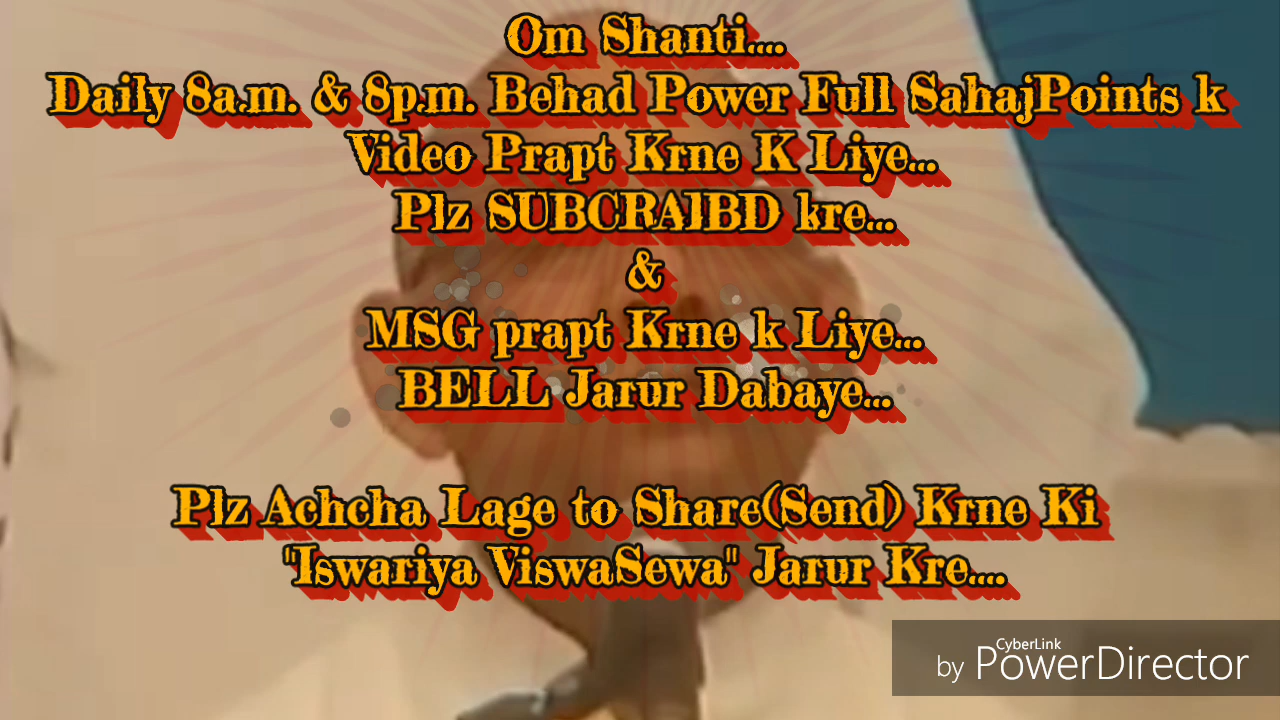 Om Shanti....
Daily 8a.m. & 8p.m. Behad Power Full SahajPoints k
Video Prapt Krne K Liye...
Plz SUBCRAIBD kre...
&
MSG prapt Krne k Liye...
BELL Jarur Dabaye...
Plz Achcha Lage to Share(Send) Krne Ki
"Iswariya ViswaSewa" Jarur Kre....
CyberLink
by PowerDirector